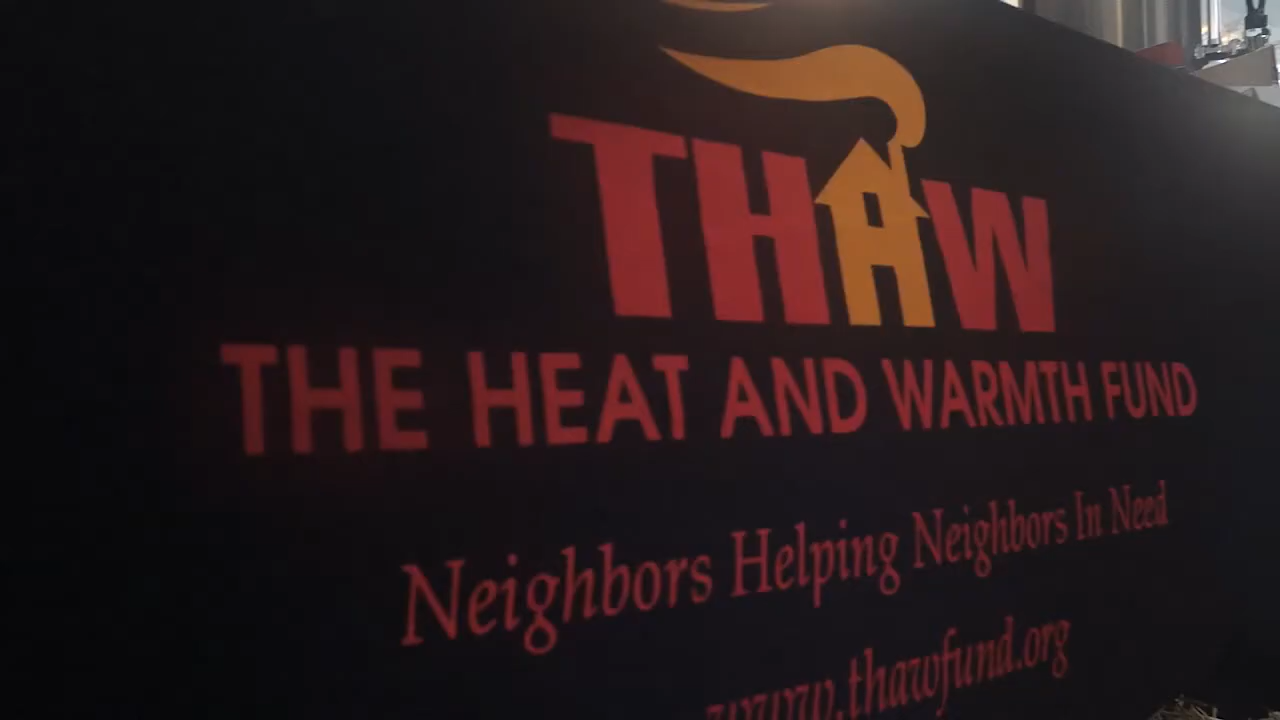 THAW
THE HEAT AND WARMTH FUND
Neighbors Helping Neighbors In Need
www.thawfund.org